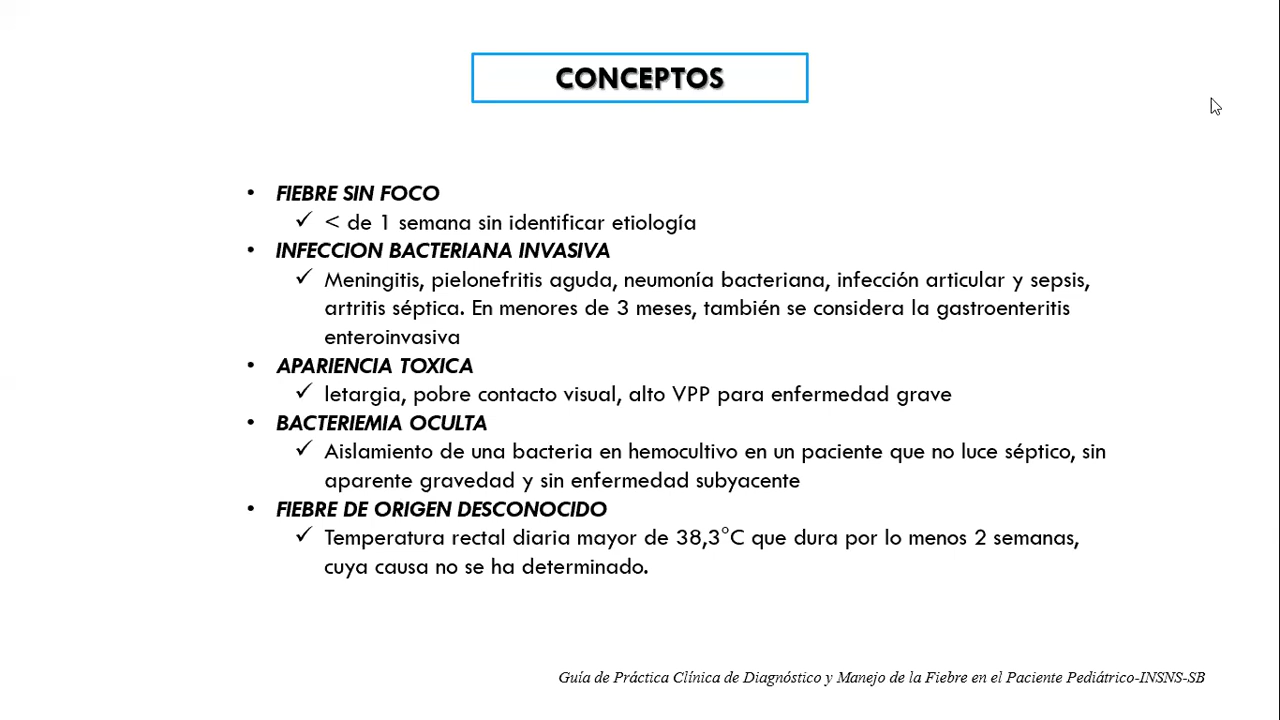 CONCEPTOS
• FIEBRE SIN FOCO
✓ < de 1 semana sin identificar etiología
• INFECCION BACTERIANA INVASIVA
✓ Meningitis, pielonefritis aguda, neumonía bacteriana, infección articular y sepsis,
artritis séptica. En menores de 3 meses, también se considera la gastroenteritis
enteroinvasiva
• APARIENCIA TOXICA
✓ letargia, pobre contacto visual, alto VPP para enfermedad grave
• BACTERIEMIA OCULTA
✓ Aislamiento de una bacteria en hemocultivo en un paciente que no luce séptico, sin
aparente gravedad y sin enfermedad subyacente
• FIEBRE DE ORIGEN DESCONOCIDO
✓ Temperatura rectal diaria mayor de 38,3°C que dura por lo menos 2 semanas,
cuya causa no se ha determinado.
Guía de Práctica Clínica de Diagnóstico y Manejo de la Fiebre en el Paciente Pediátrico-INSNS-SB